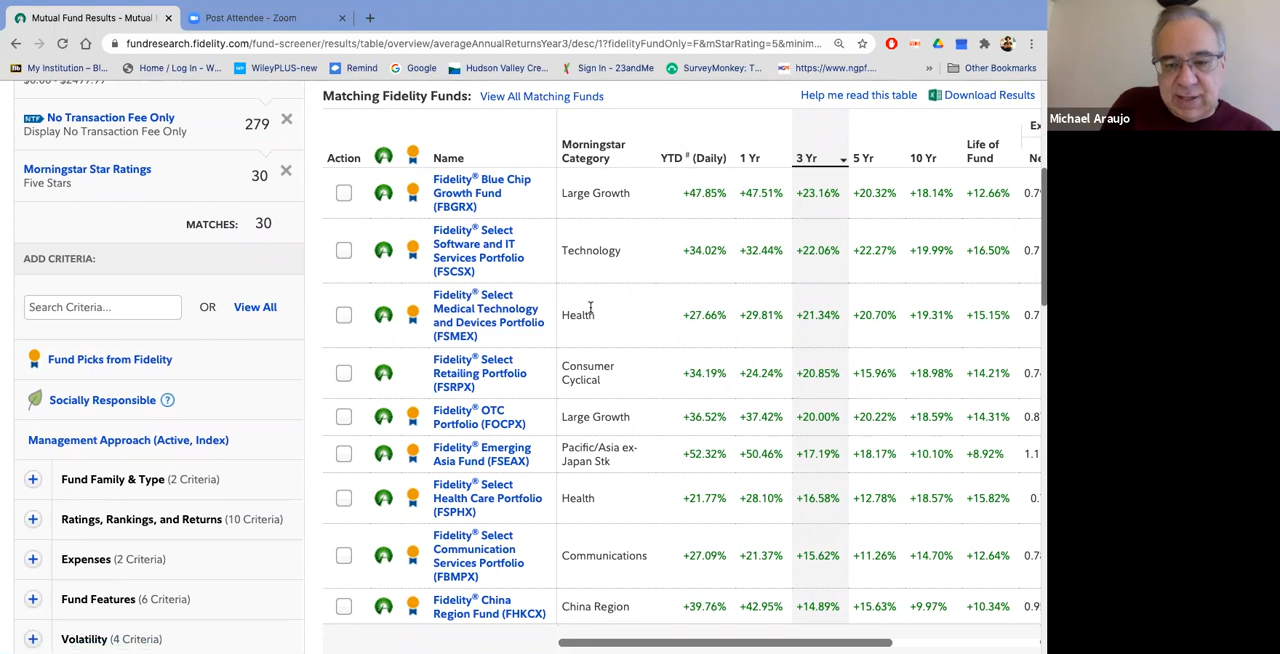 Mutual Fund Results - Mutual
Post Attendee - Zoom
fundresearch.fidelity.com/fund-screener/results/table/overview/averageAnnualReturnsYear3/desc/1?fidelityFundOnly=F&mStarRating=5&minim...
Bb My Institution – Bl...
Home / Log In - W...
WP WileyPLUS-new
Remind
Google
Hudson Valley Cre...
Sign In - 23andMe
SurveyMonkey: T...
https://www.ngpf....
»
Other Bookmarks
NTF No Transaction Fee Only
Display No Transaction Fee Only
279
Morningstar Star Ratings
Five Stars
30
MATCHES: 30
ADD CRITERIA:
Search Criteria...
OR
View All
Fund Picks from Fidelity
Socially Responsible ?
Management Approach (Active, Index)
Fund Family & Type (2 Criteria)
Ratings, Rankings, and Returns (10 Criteria)
Expenses (2 Criteria)
Fund Features (6 Criteria)
Volatility (4 Criteria)
Matching Fidelity Funds: View All Matching Funds
Help me read this table
Download Results
Action
Name
Morningstar
Category
YTD # (Daily)
1 Yr
3 Yr
5 Yr
10 Yr
Life of
Fund
Ex
Ne
Fidelity® Blue Chip
Growth Fund
(FBGRX)
Large Growth +47.85% +47.51% +23.16% +20.32% +18.14% +12.66%
Fidelity® Select
Software and IT
Services Portfolio
(FSCSX)
Technology +34.02% +32.44% +22.06% +22.27% +19.99% +16.50%
Fidelity® Select
Medical Technology
and Devices Portfolio
(FSMEX)
Health +27.66% +29.81% +21.34% +20.70% +19.31% +15.15%
Fidelity® Select
Retailing Portfolio
(FSRPX)
Consumer
Cyclical
+34.19% +24.24% +20.85% +15.96% +18.98% +14.21%
Fidelity® OTC
Portfolio (FOCPX)
Large Growth +36.52% +37.42% +20.00% +20.22% +18.59% +14.31%
Fidelity® Emerging
Asia Fund (FSEAX)
Pacific/Asia ex-
Japan Stk
+52.32% +50.46% +17.19% +18.17% +10.10% +8.92%
Fidelity® Select
Health Care Portfolio
(FSPHX)
Health +21.77% +28.10% +16.58% +12.78% +18.57% +15.82%
Fidelity® Select
Communication
Services Portfolio
(FBMPX)
Communications +27.09% +21.37% +15.62% +11.26% +14.70% +12.64%
Fidelity® China
Region Fund (FHKCX)
China Region +39.76% +42.95% +14.89% +15.63% +9.97% +10.34%
Michael Araujo